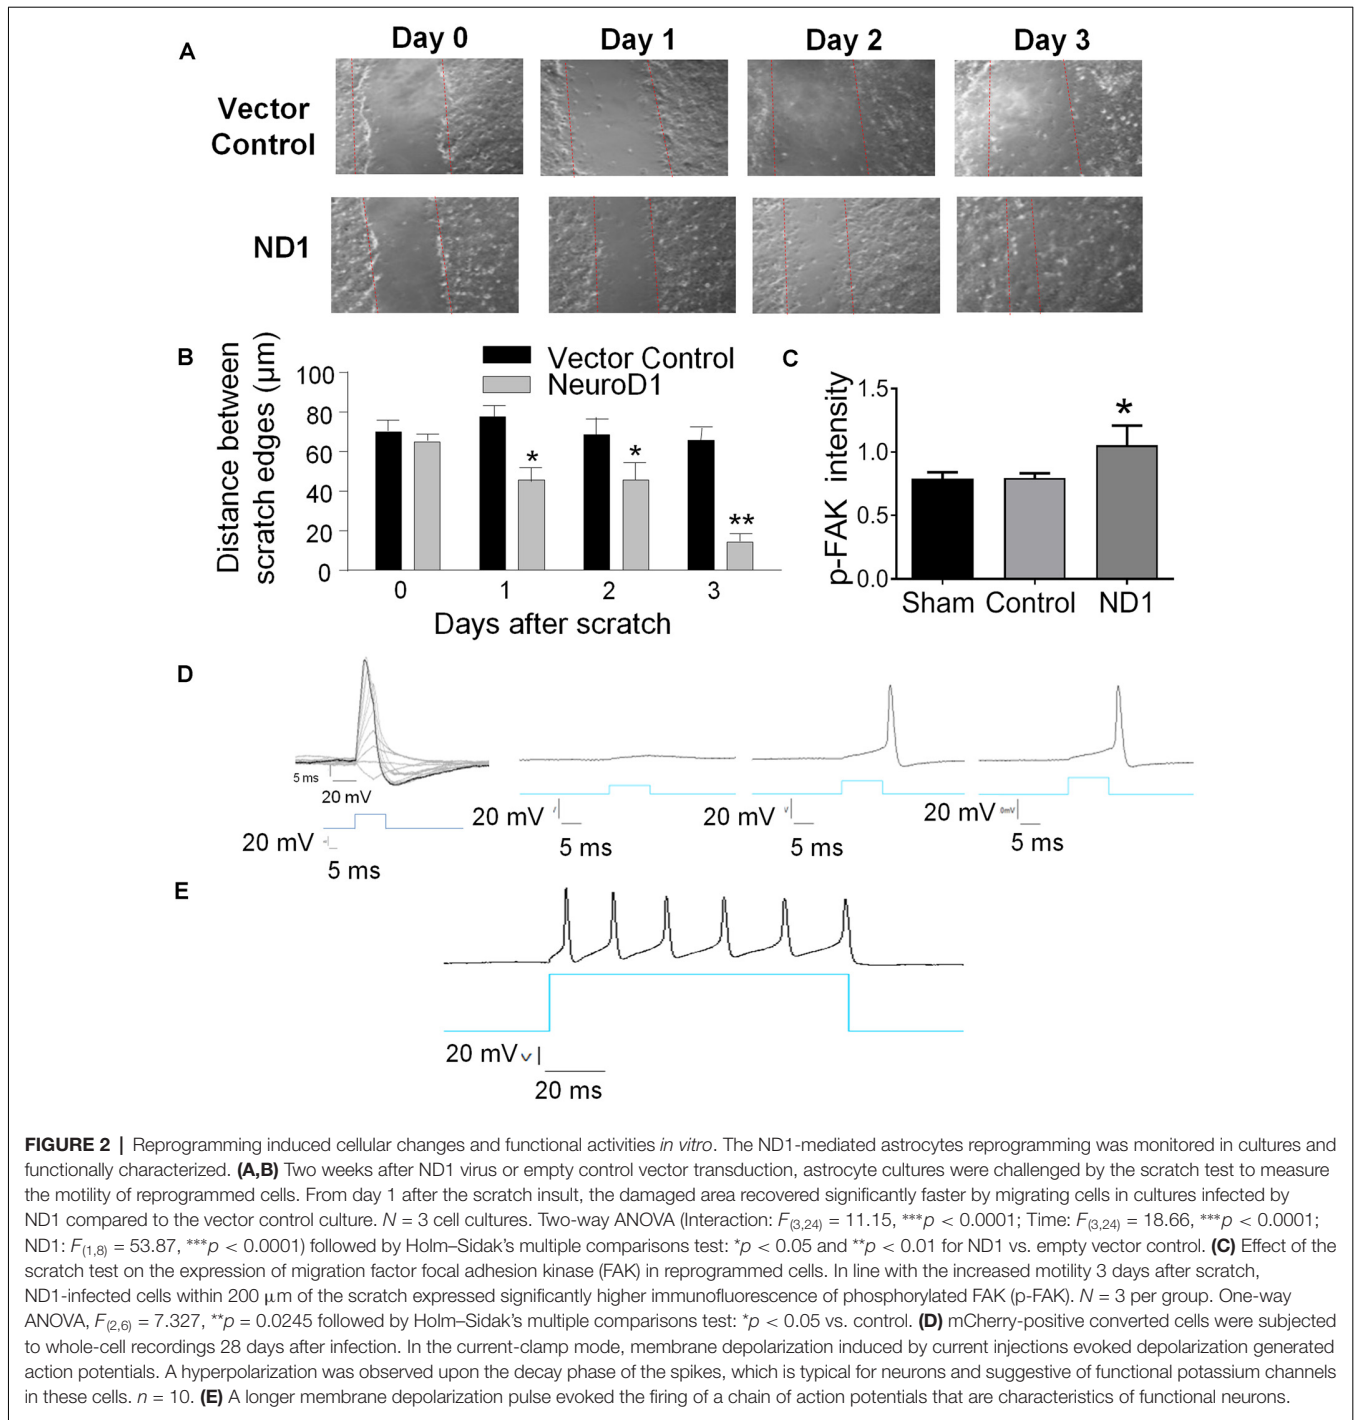 A
Day 0
Day 1
Day 2
Day 3
Vector
Control
ND1
B
Distance between
scratch edges (µm)
100
80
60
40
20
0
Vector Control
NeuroD1
*
*
**
0
1
2
3
Days after scratch
C
p-FAK intensity
1.5
1.0
0.5
0.0
*
Sham
Control
ND1
D
5 ms
20 mV
20 mV
5 ms
20 mV
5 ms
20 mV
5 ms
20 mV
0mV
5 ms
E
20 mV
20 ms
FIGURE 2 | Reprogramming induced cellular changes and functional activities in vitro. The ND1-mediated astrocytes reprogramming was monitored in cultures and
functionally characterized. (A,B) Two weeks after ND1 virus or empty control vector transduction, astrocyte cultures were challenged by the scratch test to measure
the motility of reprogrammed cells. From day 1 after the scratch insult, the damaged area recovered significantly faster by migrating cells in cultures infected by
ND1 compared to the vector control culture. N = 3 cell cultures. Two-way ANOVA (Interaction: F(3,24) = 11.15, ***p < 0.0001; Time: F(3,24) = 18.66, ***p < 0.0001;
ND1: F(1,8) = 53.87, ***p < 0.0001) followed by Holm–Sidak's multiple comparisons test: *p < 0.05 and **p < 0.01 for ND1 vs. empty vector control. (C) Effect of the
scratch test on the expression of migration factor focal adhesion kinase (FAK) in reprogrammed cells. In line with the increased motility 3 days after scratch,
ND1-infected cells within 200 µm of the scratch expressed significantly higher immunofluorescence of phosphorylated FAK (p-FAK). N = 3 per group. One-way
ANOVA, F(2,6) = 7.327, **p = 0.0245 followed by Holm–Sidak's multiple comparisons test: *p < 0.05 vs. control. (D) mCherry-positive converted cells were subjected
to whole-cell recordings 28 days after infection. In the current-clamp mode, membrane depolarization induced by current injections evoked depolarization generated
action potentials. A hyperpolarization was observed upon the decay phase of the spikes, which is typical for neurons and suggestive of functional potassium channels
in these cells. n = 10. (E) A longer membrane depolarization pulse evoked the firing of a chain of action potentials that are characteristics of functional neurons.